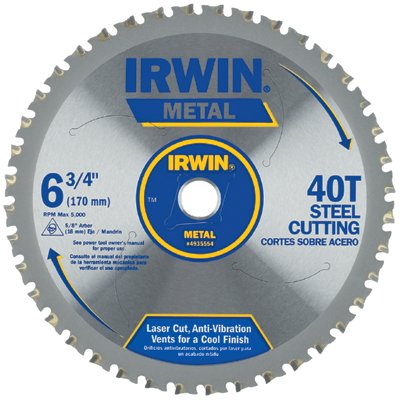 IRWIN®
METAL
6 3/4"
(170 mm)
RPM Max 5,000
5/8" Arbor
(16 mm) Eje / Mandrin
See power tool owner's manual
for proper use.
Consulte el manual del propietario
de la herramienta mecánica para
verificar el uso apropiado.
IRWIN®
™
METAL
#4935554
40T
STEEL
CUTTING
CORTES SOBRE ACERO
Laser Cut, Anti-Vibration
Vents for a Cool Finish
Orificios antivibratorios, cortados por láser para
un acabado nítido